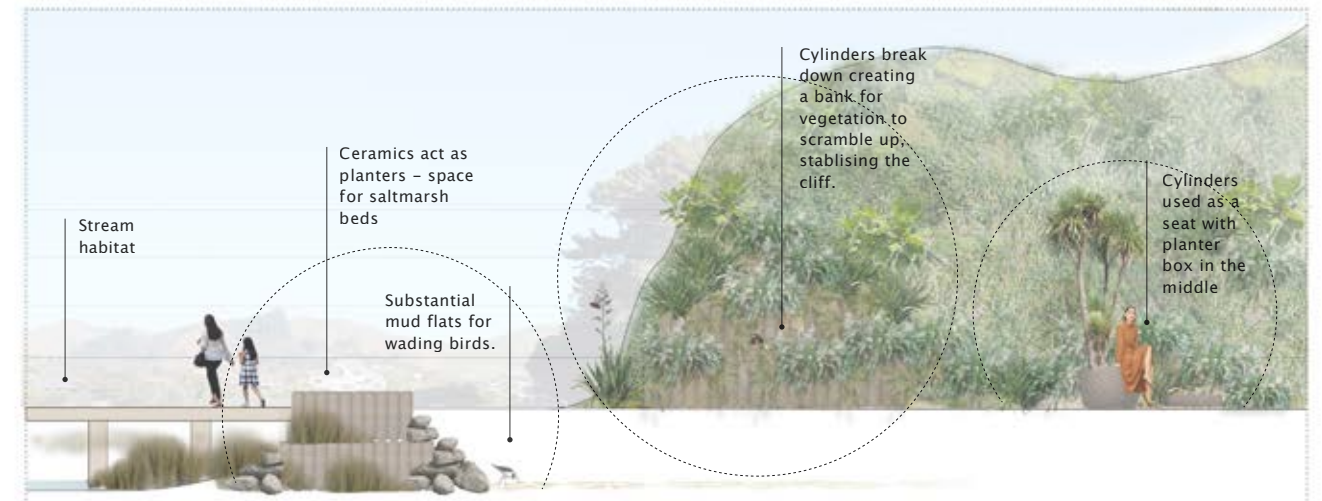 Stream
habitat
Ceramics act as
planters – space
for saltmarsh
beds
Substantial
mud flats for
wading birds.
Cylinders break
down creating
a bank for
vegetation to
scramble up,
stablising the
cliff.
Cylinders
used as a
seat with
planter
box in the
middle